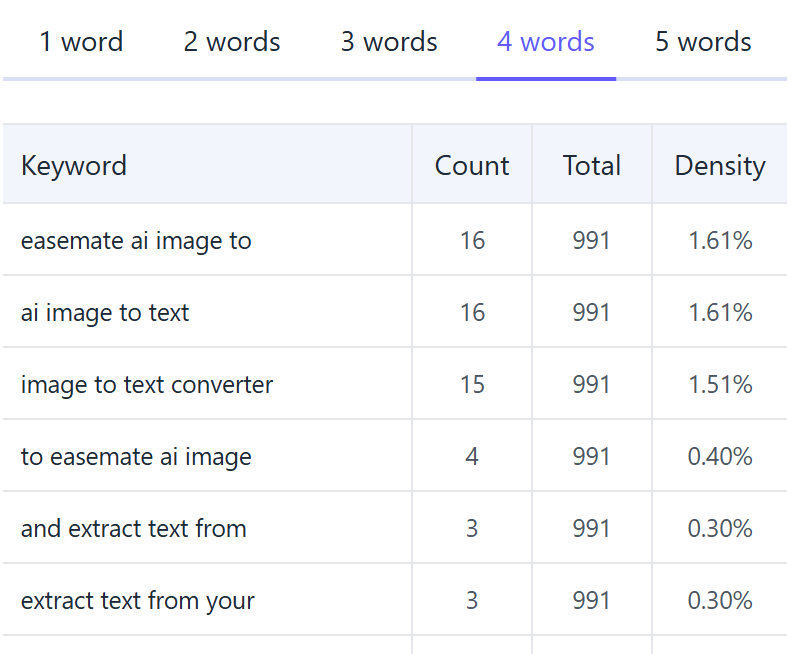 1 word 2 words 3 words 4 words 5 words
Keyword Count Total Density
easemate ai image to 16 991 1.61%
ai image to text 16 991 1.61%
image to text converter 15 991 1.51%
to easemate ai image 4 991 0.40%
and extract text from 3 991 0.30%
extract text from your 3 991 0.30%